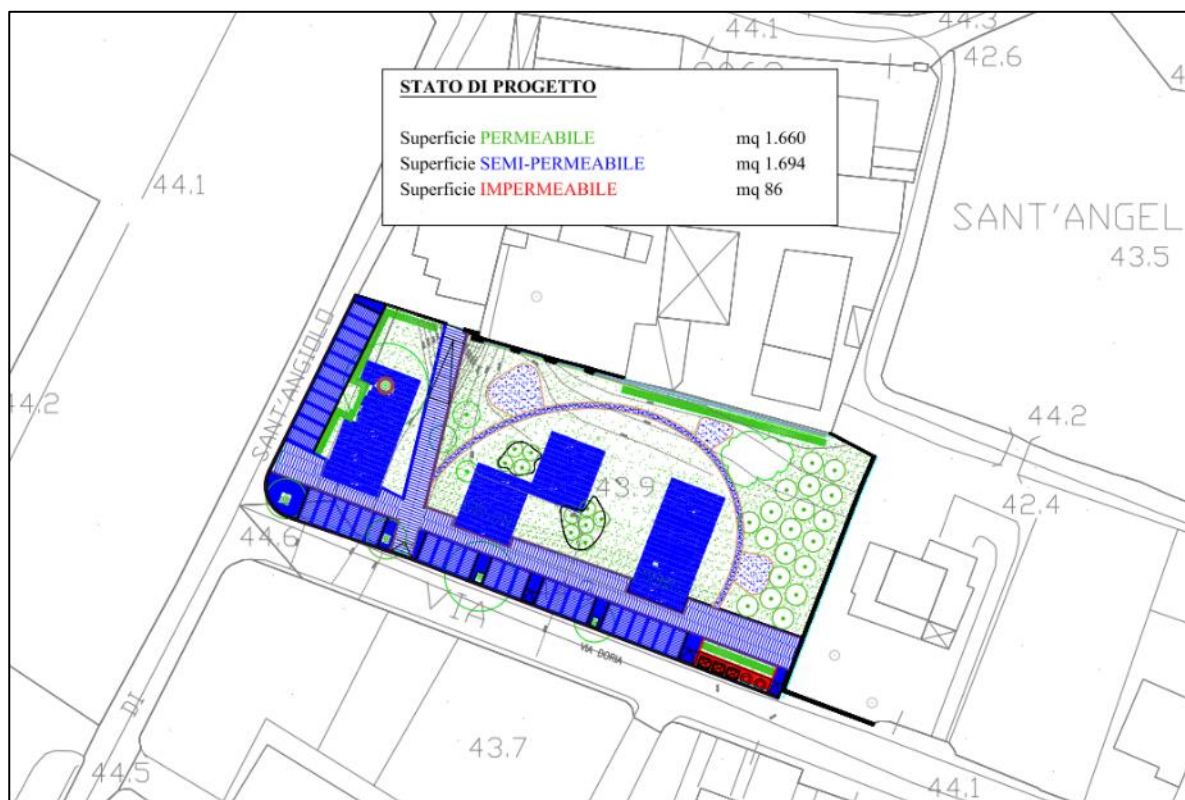 44.1
44.3
42.6
STATO DI PROGETTO
Superficie PERMEABILE mq 1.660
Superficie SEMI-PERMEABILE mq 1.694
Superficie IMPERMEABILE mq 86
44.1
SANT'ANGEL
43.5
SANT'ANGIOLO
44.2
44.2
43.9
42.4
44.6
VIA
VIA DORIA
DI
43.7
44.5
44.1